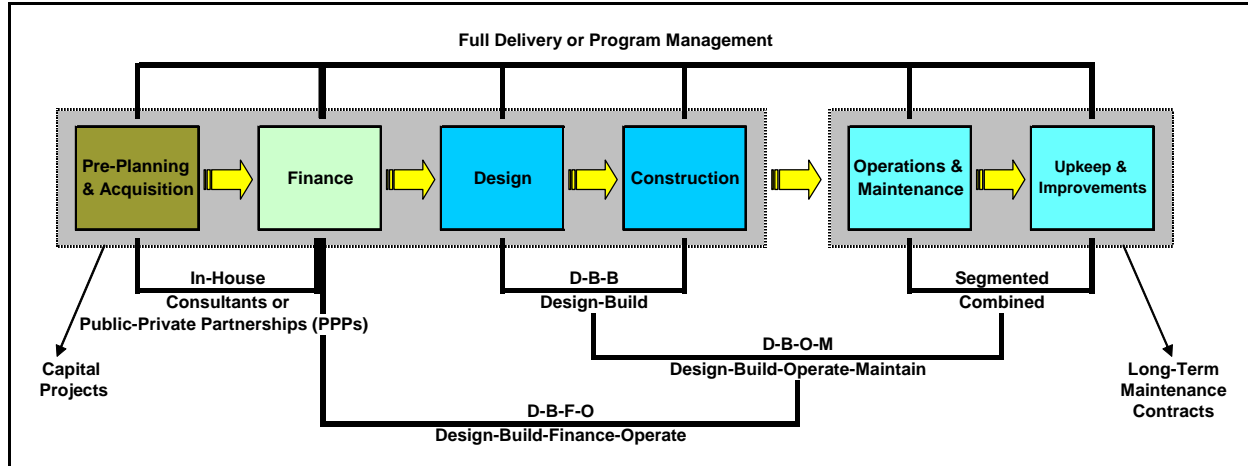 Full Delivery or Program Management
Pre-Planning
& Acquisition
Finance
Design
Construction
Operations &
Maintenance
Upkeep &
Improvements
In-House
Consultants or
Public-Private Partnerships (PPPs)
D-B-B
Design-Build
Segmented
Combined
D-B-O-M
Design-Build-Operate-Maintain
Capital
Projects
Long-Term
Maintenance
Contracts
D-B-F-O
Design-Build-Finance-Operate